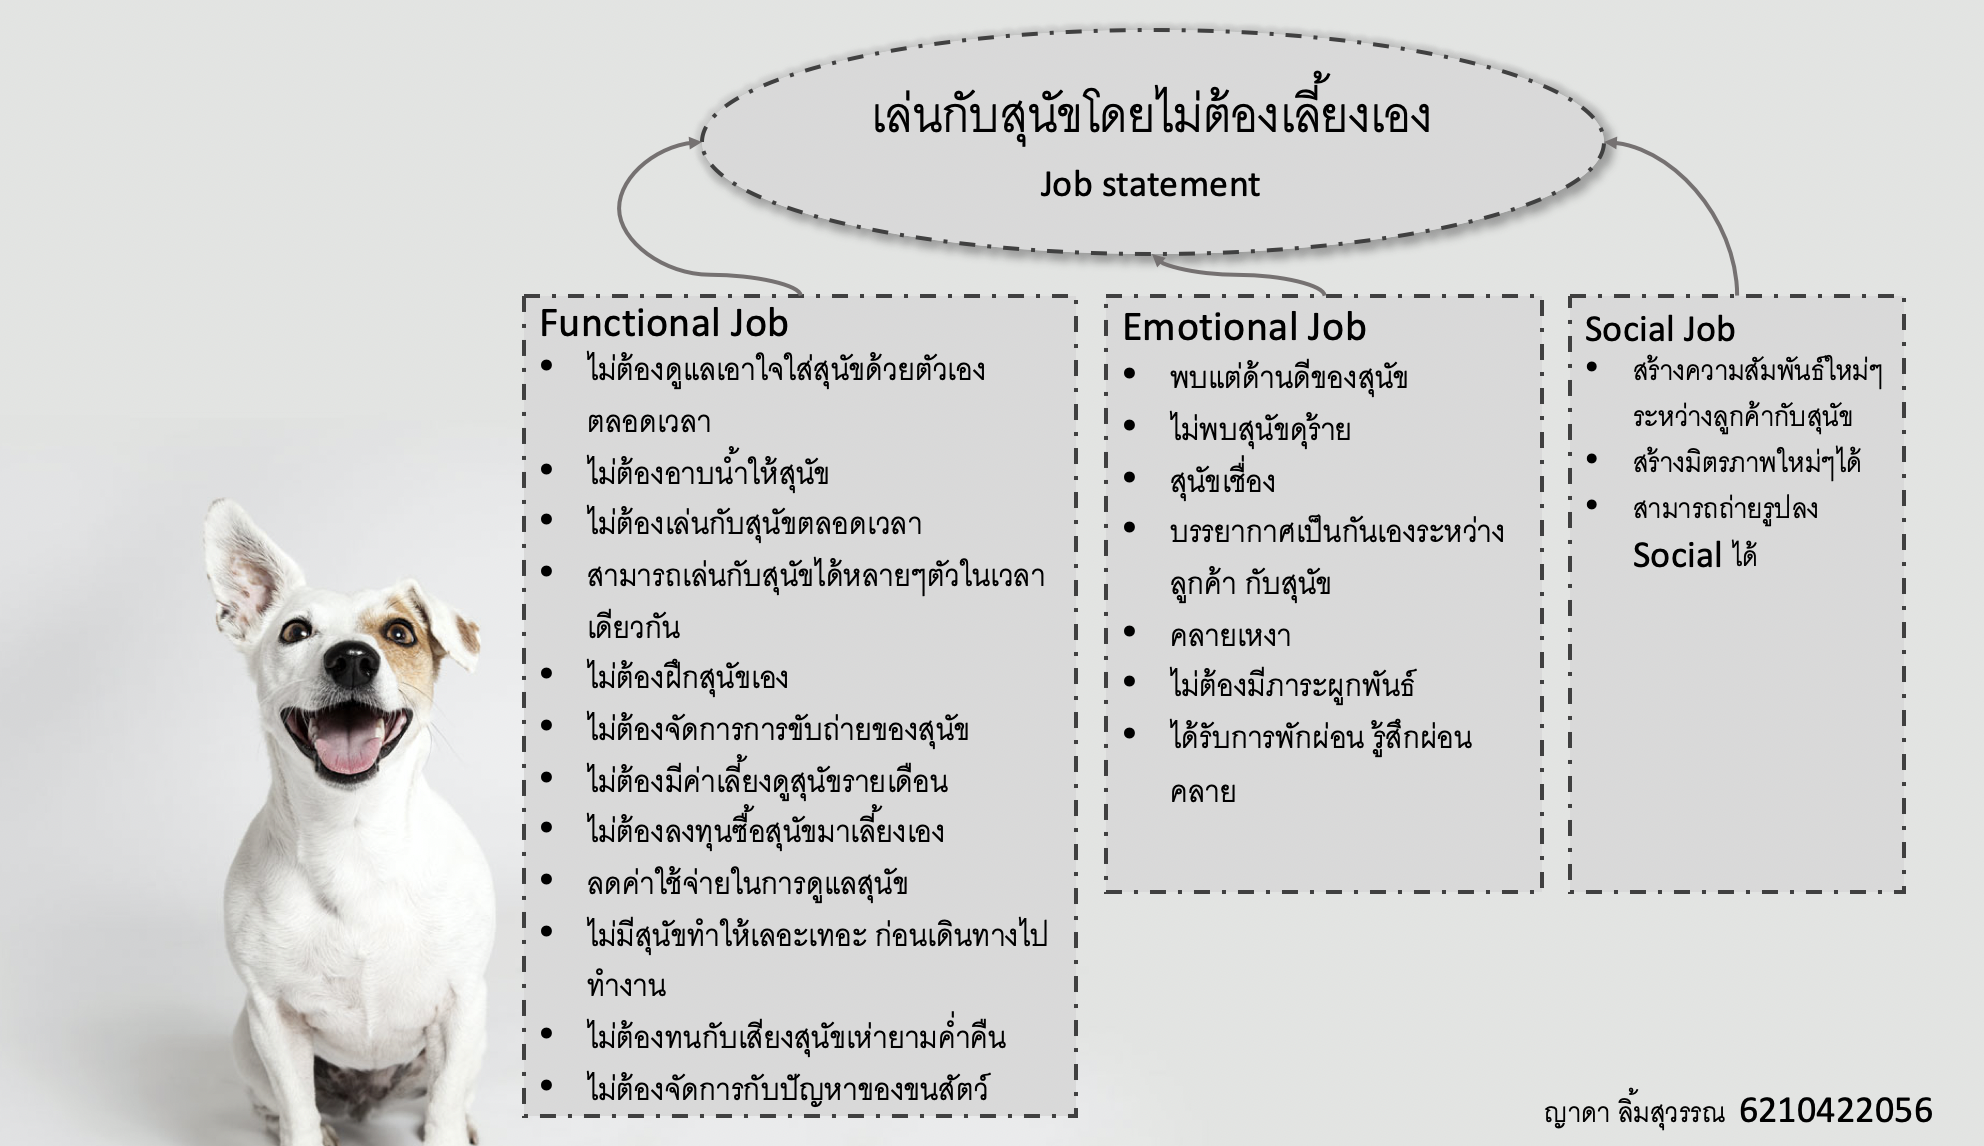 เล่นกับสุนัขโดยไม่ต้องเลี้ยงเอง
Job statement
Functional Job
• ไม่ต้องดูแลเอาใจใส่สุนัขด้วยตัวเอง
ตลอดเวลา
• ไม่ต้องอาบน้ำให้สุนัข
• ไม่ต้องเล่นกับสุนัขตลอดเวลา
• สามารถเล่นกับสุนัขได้หลายๆตัวในเวลา
เดียวกัน
• ไม่ต้องฝึกสุนัขเอง
• ไม่ต้องจัดการการขับถ่ายของสุนัข
• ไม่ต้องมีค่าเลี้ยงดูสุนัขรายเดือน
• ไม่ต้องลงทุนซื้อสุนัขมาเลี้ยงเอง
• ลดค่าใช้จ่ายในการดูแลสุนัข
• ไม่มีสุนัขทำให้เลอะเทอะ ก่อนเดินทางไป
ทำงาน
• ไม่ต้องทนกับเสียงสุนัขเห่ายามค่ำคืน
• ไม่ต้องจัดการกับปัญหาของขนสัตว์
Emotional Job
• พบแต่ด้านดีของสุนัข
• ไม่พบสุนัขดุร้าย
• สุนัขเชื่อง
• บรรยากาศเป็นกันเองระหว่าง
ลูกค้า กับสุนัข
• คลายเหงา
• ไม่ต้องมีภาระผูกพันธ์
• ได้รับการพักผ่อน รู้สึกผ่อน
คลาย
Social Job
• สร้างความสัมพันธ์ใหม่ๆ
ระหว่างลูกค้ากับสุนัข
• สร้างมิตรภาพใหม่ๆได้
• สามารถถ่ายรูปลง
Social ได้
ญาดา ลิ้มสุวรรณ 6210422056